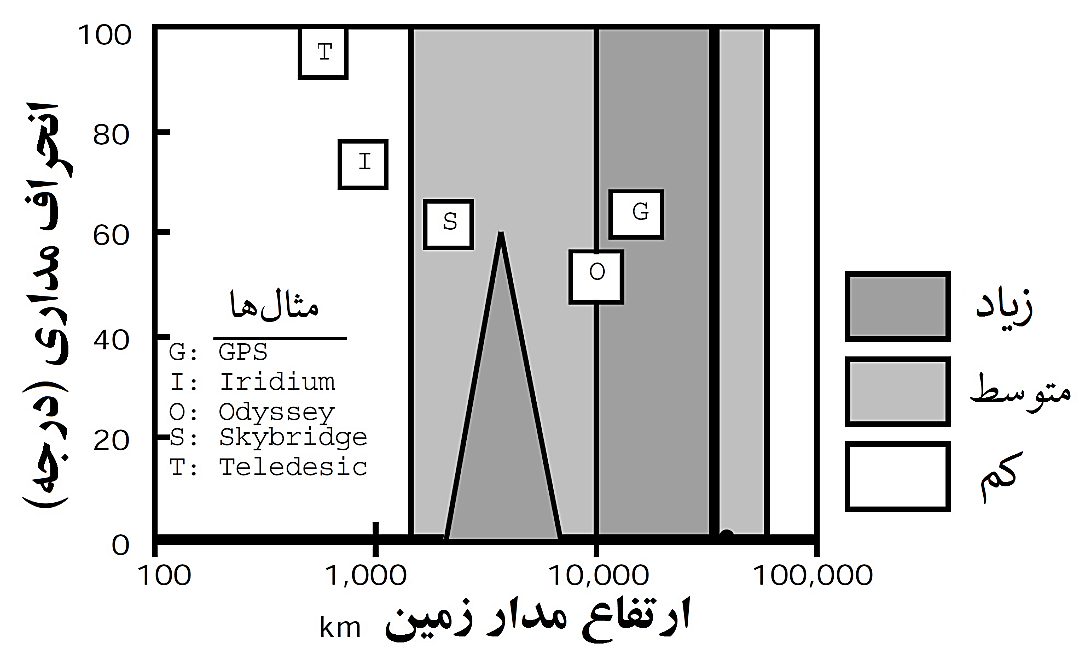 انحراف مداری (درجه)
100
80
60
40
20
0
T
I
S
G
O
مثال‌ها
G: GPS
I: Iridium
O: Odyssey
S: Skybridge
T: Teledesic
100
1,000
10,000
100,000
ارتفاع مدار زمین km
زیاد
متوسط
کم